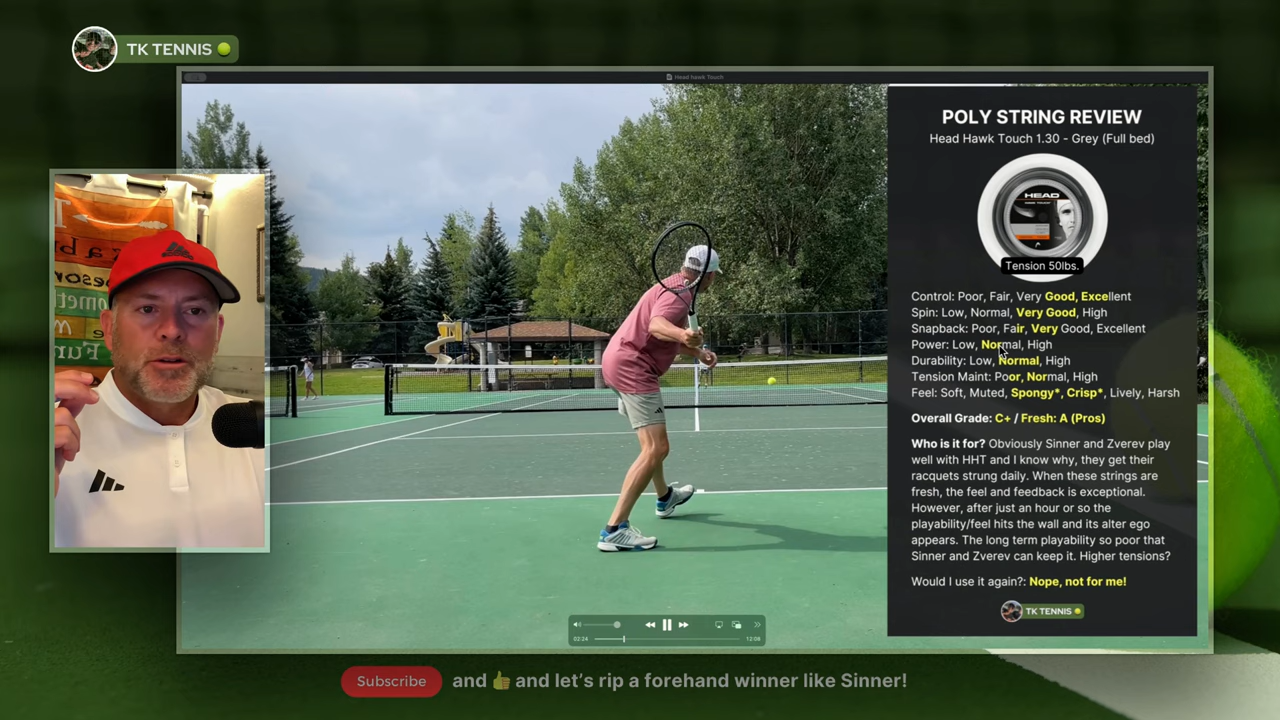 TK TENNIS
Head hawk Touch
POLY STRING REVIEW
Head Hawk Touch 1.30 - Grey (Full bed)
HEAD
Tension 50lbs.
Control: Poor, Fair, Very Good, Excellent
Spin: Low, Normal, Very Good, High
Snapback: Poor, Fair, Very Good, Excellent
Power: Low, Normal, High
Durability: Low, Normal, High
Tension Maint: Poor, Normal, High
Feel: Soft, Muted, Spongy*, Crisp*, Lively, Harsh
Overall Grade: C+ / Fresh: A (Pros)
Who is it for? Obviously Sinner and Zverev play
well with HHT and I know why, they get their
racquets strung daily. When these strings are
fresh, the feel and feedback is exceptional.
However, after just an hour or so the
playability/feel hits the wall and its alter ego
appears. The long term playability so poor that
Sinner and Zverev can keep it. Higher tensions?
Would I use it again?: Nope, not for me!
TK TENNIS
02:24
12:08
Subscribe and 👍 and let's rip a forehand winner like Sinner!